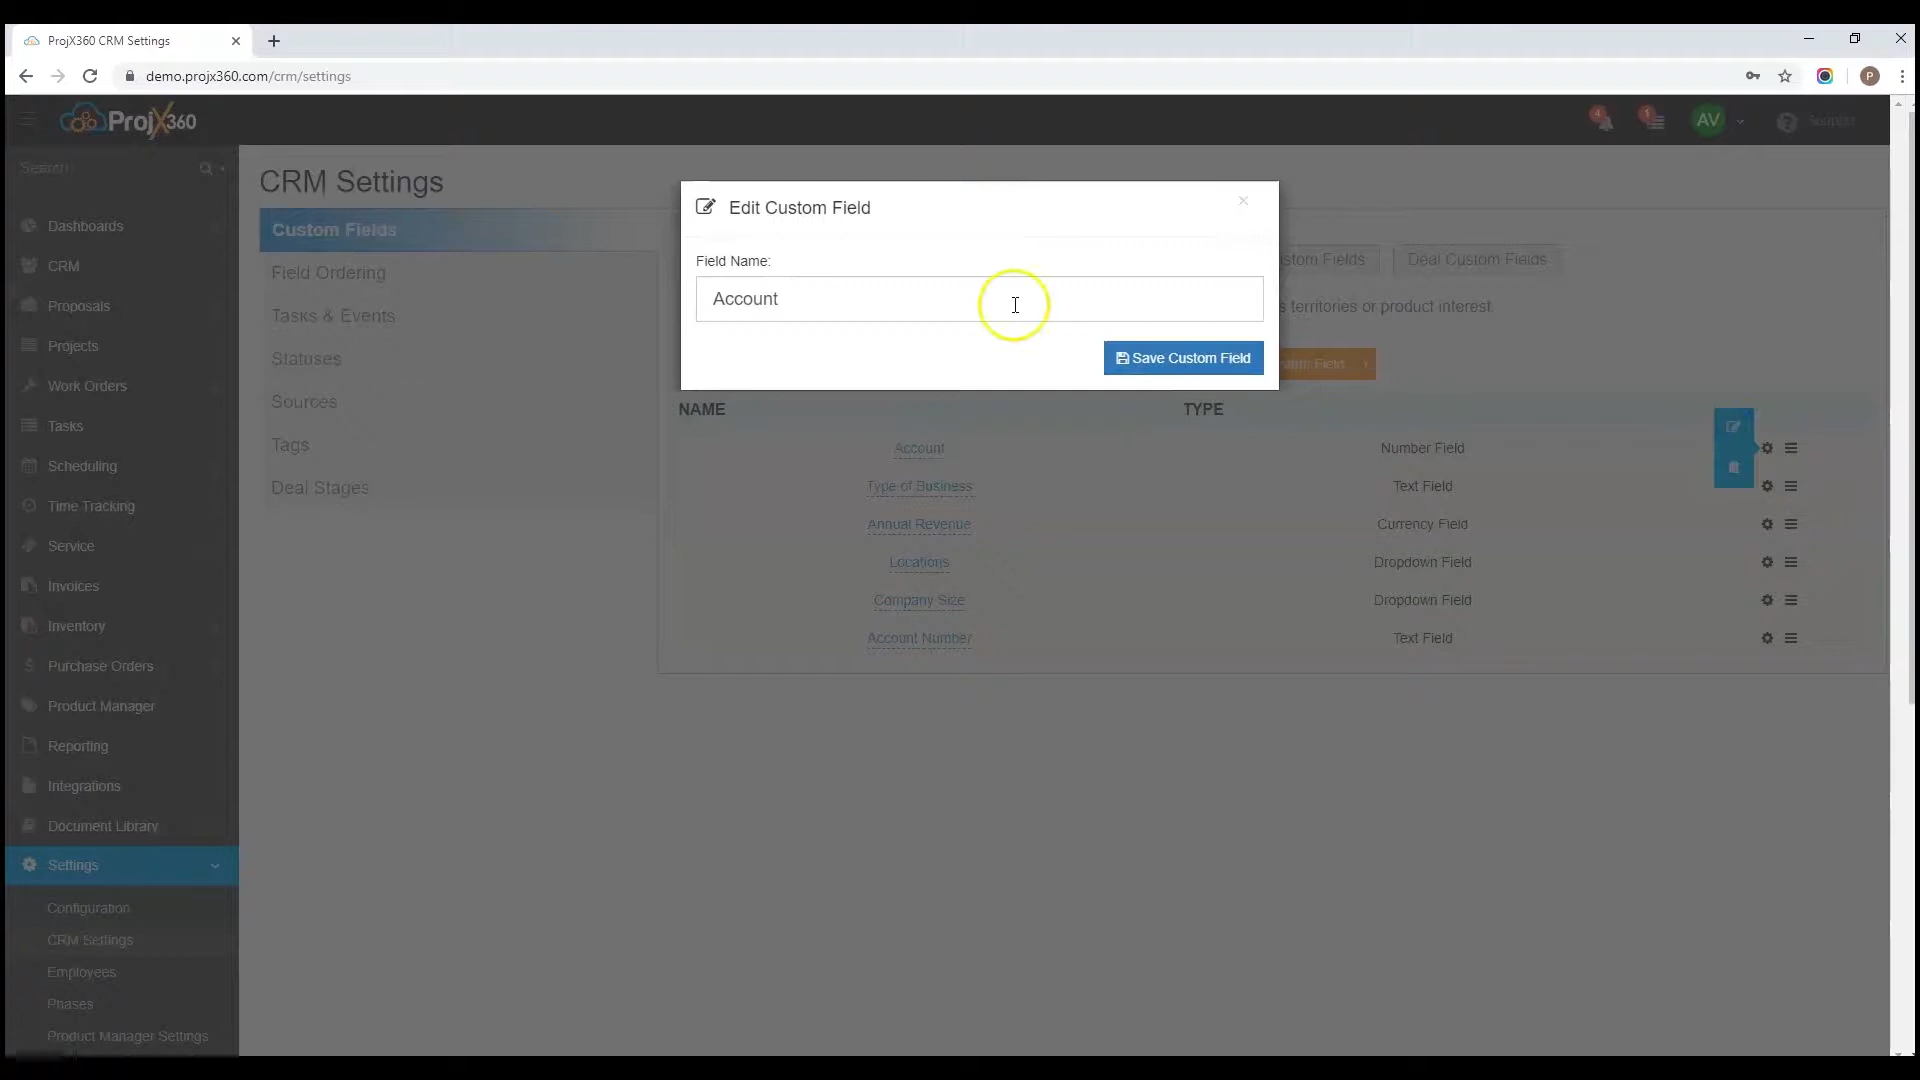 ProjX360 CRM Settings
demo.projx360.com/crm/settings
P
ProjX360
4
1
AV
Support
Search
Dashboards
CRM
Proposals
Projects
Work Orders
Tasks
Scheduling
Time Tracking
Service
Invoices
Inventory
Purchase Orders
Product Manager
Reporting
Integrations
Document Library
Settings
Configuration
CRM Settings
Employees
Phases
Product Manager Settings
CRM Settings
Custom Fields
Field Ordering
Tasks & Events
Statuses
Sources
Tags
Deal Stages
Edit Custom Field
×
Field Name:
Account
Save Custom Field
Fields
Deal Custom Fields
territories or product interest.
Field
NAME TYPE
Account Number Field
Type of Business Text Field
Annual Revenue Currency Field
Locations Dropdown Field
Company Size Dropdown Field
Account Number Text Field